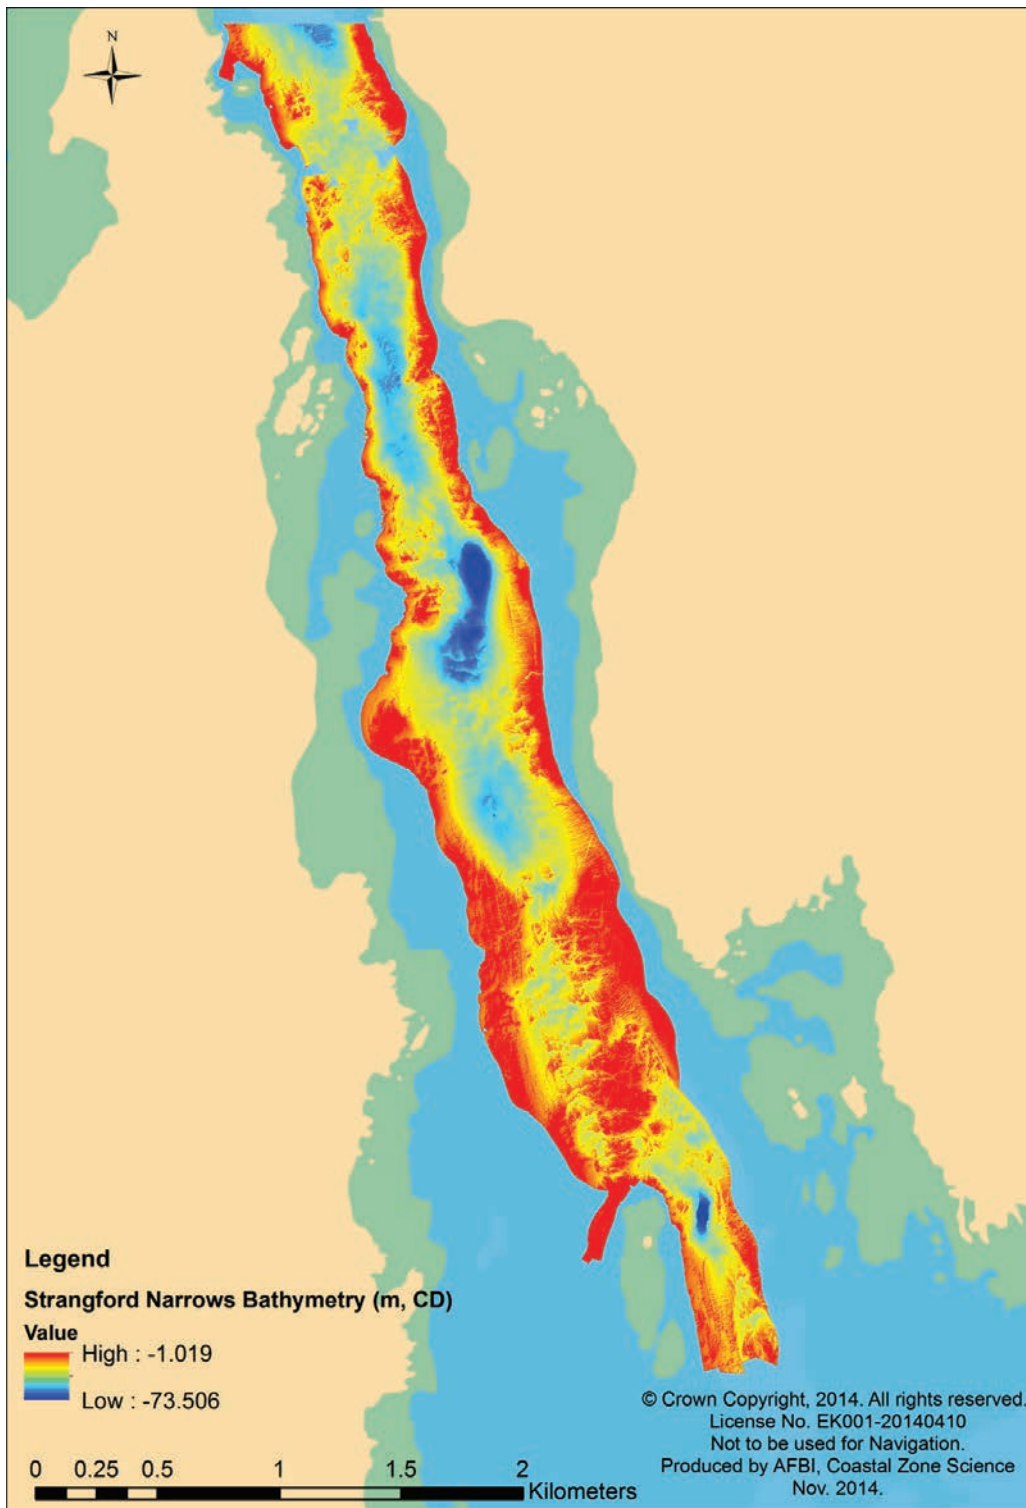 N
Legend
Strangford Narrows Bathymetry (m, CD)
Value
High : -1.019
Low : -73.506
© Crown Copyright, 2014. All rights reserved.
License No. EK001-20140410
Not to be used for Navigation.
Produced by AFBI, Coastal Zone Science
Nov. 2014.
0 0.25 0.5 1 1.5 2
Kilometers